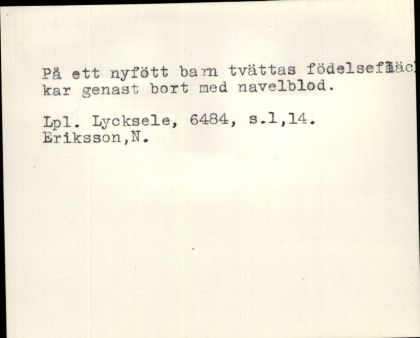 På ett nyfött barn tvättas födelsefläc
kar genast bort med navelblod.
Lpl. Lycksele, 6484, s.1,14.
Eriksson,N.